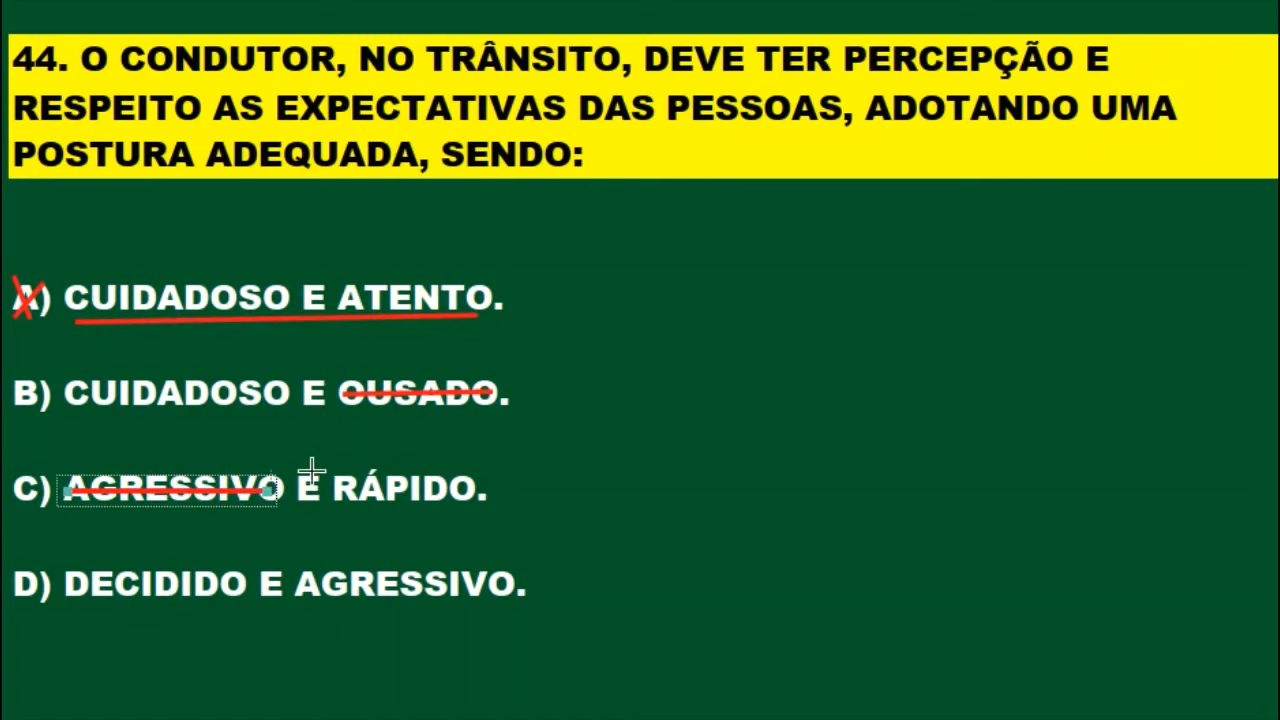 44. O CONDUTOR, NO TRÂNSITO, DEVE TER PERCEPÇÃO E
RESPEITO AS EXPECTATIVAS DAS PESSOAS, ADOTANDO UMA
POSTURA ADEQUADA, SENDO:
A) CUIDADOSO E ATENTO.
B) CUIDADOSO E OUSADO.
C) AGRESSIVO E RÁPIDO.
D) DECIDIDO E AGRESSIVO.